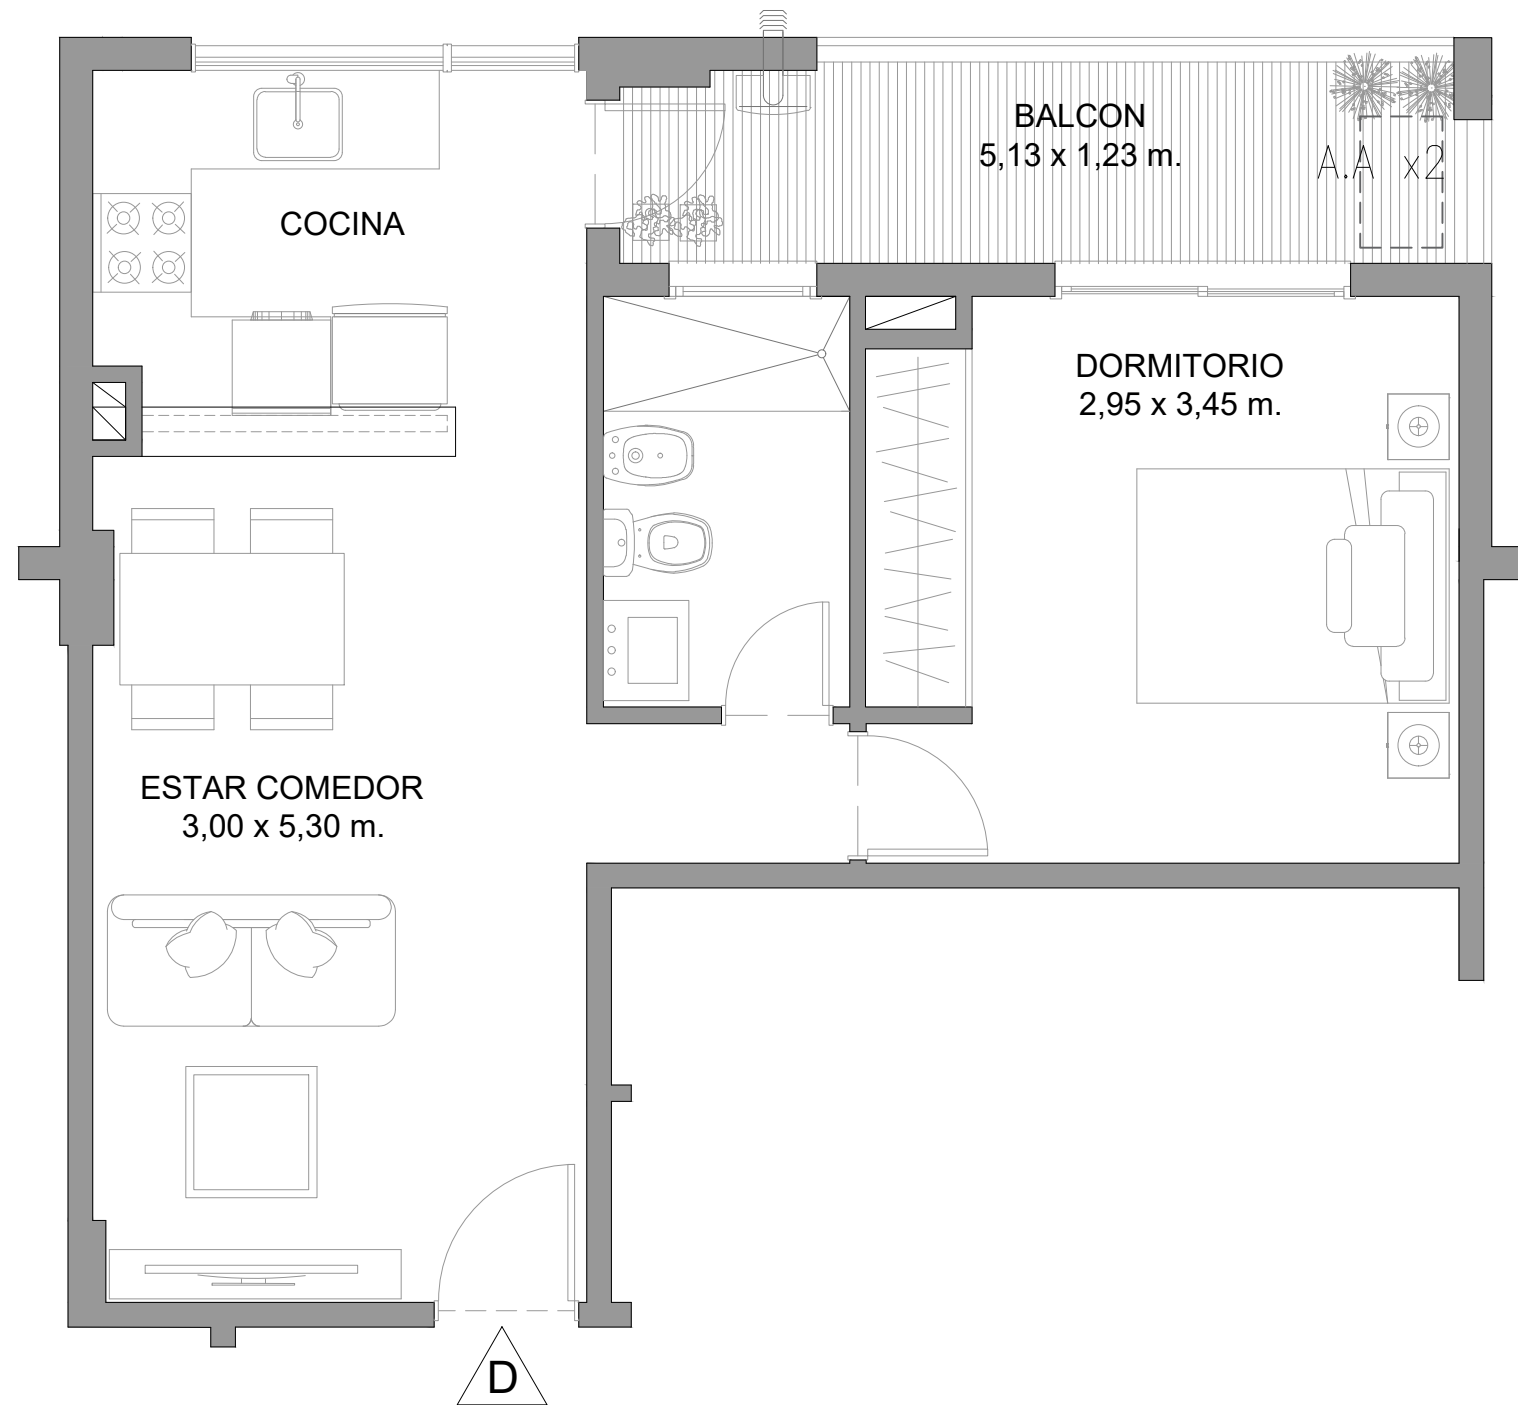 BALCON
5,13 x 1,23 m.
A.A x2
COCINA
DORMITORIO
2,95 x 3,45 m.
ESTAR COMEDOR
3,00 x 5,30 m.
D